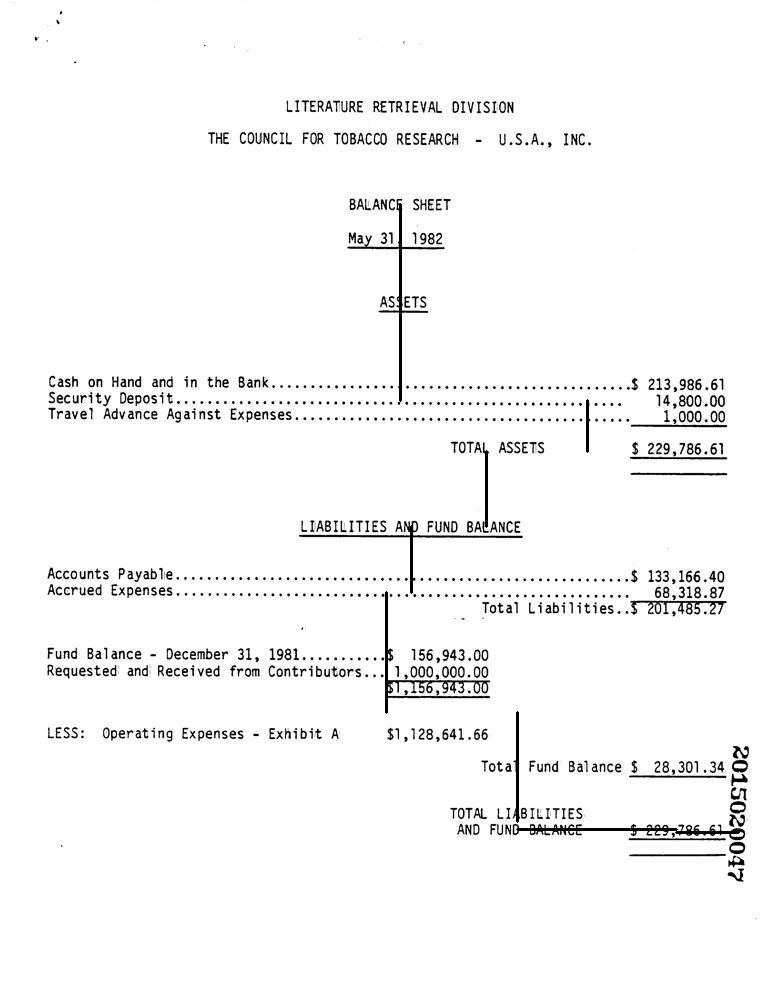 LITERATURE RETRIEVAL DIVISION
THE COUNCIL FOR TOBACCO RESEARCH - U.S.A., INC.
BALANCE SHEET
May 31, 1982
ASSETS
Cash on Hand and in the Bank.............................................$ 213,986.61
Security Deposit........................................................ 14,800.00
Travel Advance Against Expenses.......................................... 1,000.00
TOTAL ASSETS $ 229,786.61
LIABILITIES AND FUND BALANCE
Accounts Payable.........................................................$ 133,166.40
Accrued Expenses......................................................... 68,318.87
Total Liabilities..$ 201,485.27
Fund Balance - December 31, 1981...........$ 156,943.00
Requested and Received from Contributors... 1,000,000.00
$1,156,943.00
LESS: Operating Expenses - Exhibit A $1,128,641.66
Total Fund Balance $ 28,301.34
TOTAL LIABILITIES
AND FUND BALANCE $ 229,786.61
2015020047